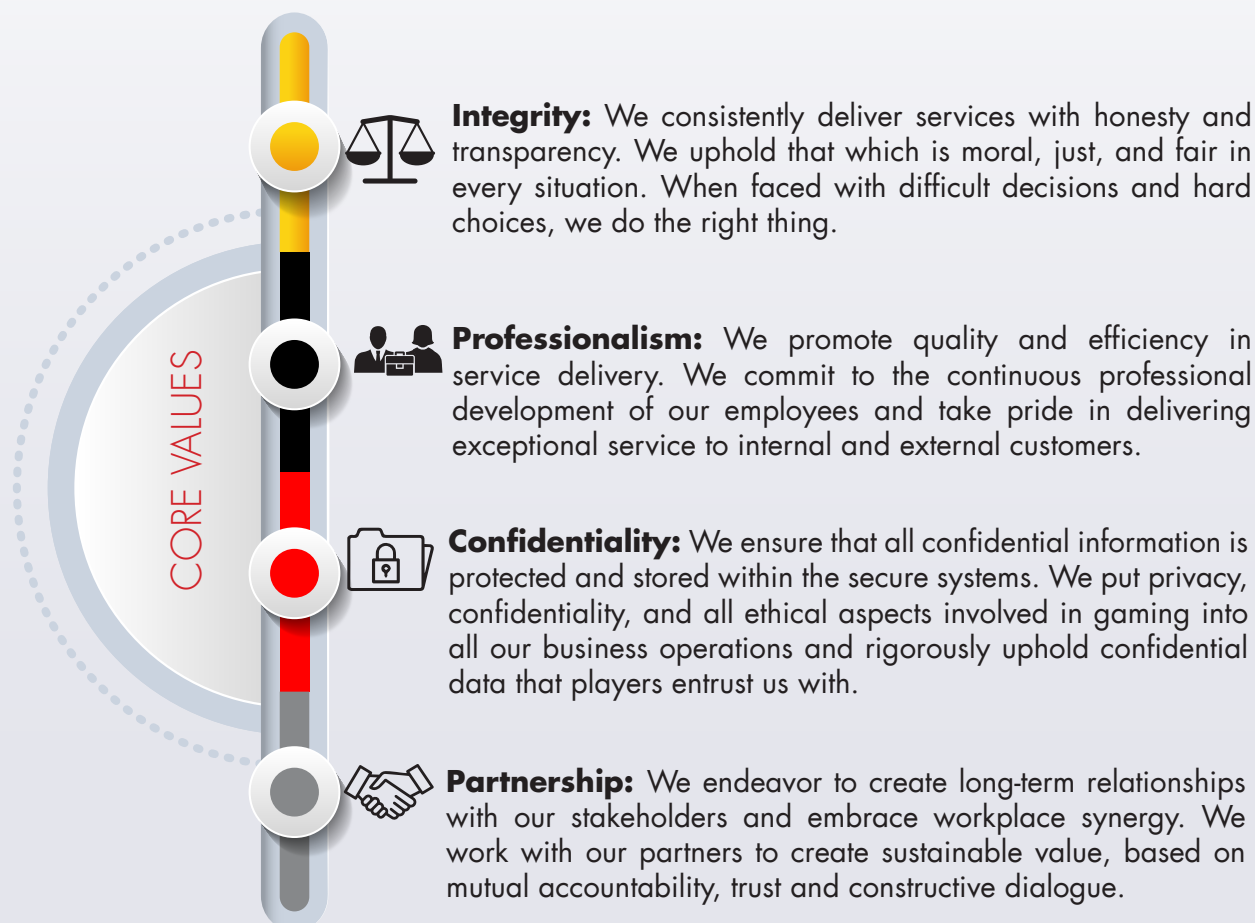 CORE VALUES
Integrity: We consistently deliver services with honesty and
transparency. We uphold that which is moral, just, and fair in
every situation. When faced with difficult decisions and hard
choices, we do the right thing.
Professionalism: We promote quality and efficiency in
service delivery. We commit to the continuous professional
development of our employees and take pride in delivering
exceptional service to internal and external customers.
Confidentiality: We ensure that all confidential information is
protected and stored within the secure systems. We put privacy,
confidentiality, and all ethical aspects involved in gaming into
all our business operations and rigorously uphold confidential
data that players entrust us with.
Partnership: We endeavor to create long-term relationships
with our stakeholders and embrace workplace synergy. We
work with our partners to create sustainable value, based on
mutual accountability, trust and constructive dialogue.